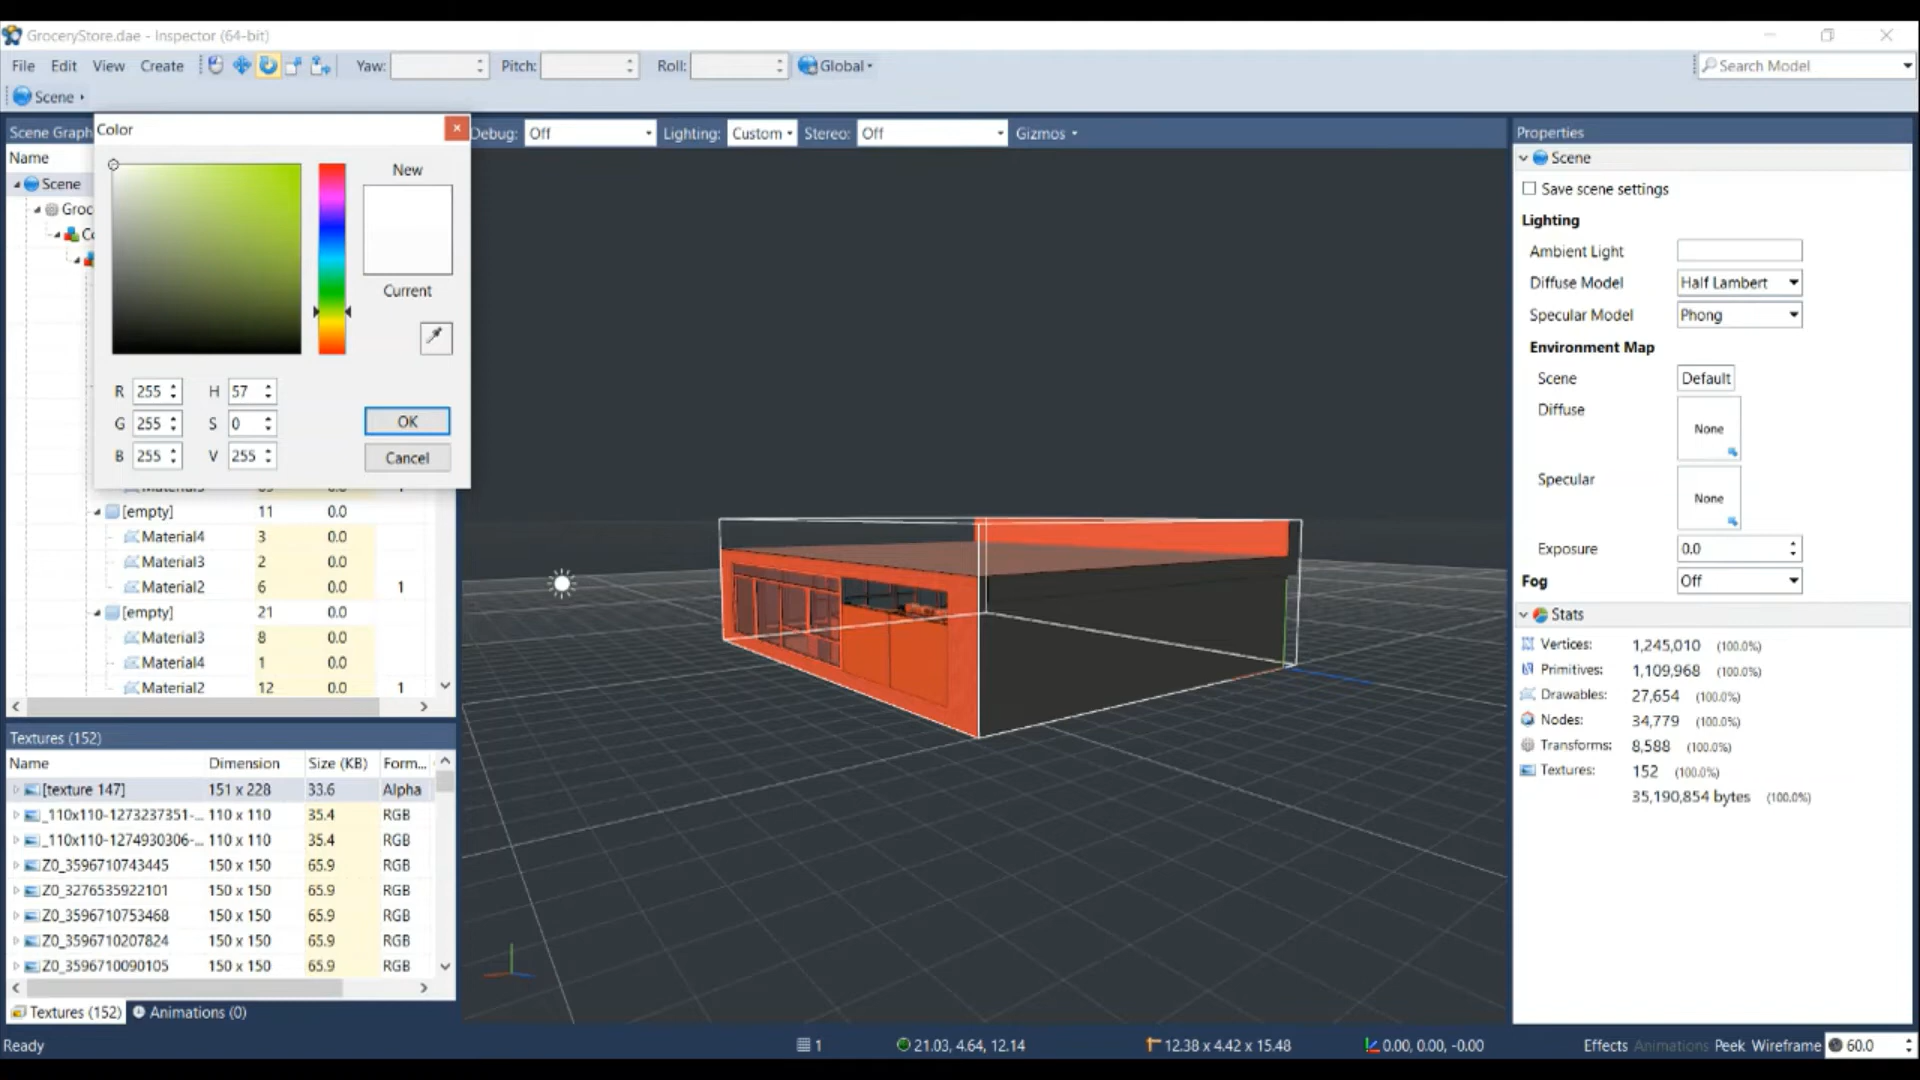 GroceryStore.dae - Inspector (64-bit)
File Edit View Create Yaw: Pitch: Roll: Global
Search Model
Scene
Scene Graph
Name
Scene
Groc
Color
New
Current
R 255 H 57
G 255 S 0
B 255 V 255
OK
Cancel
[empty] 11 0.0
Material4 3 0.0
Material3 2 0.0
Material2 6 0.0 1
[empty] 21 0.0
Material3 8 0.0
Material4 1 0.0
Material2 12 0.0 1
Debug: Off Lighting: Custom Stereo: Off Gizmos
Textures (152)
Name Dimension Size (KB) Form...
[texture 147] 151 x 228 33.6 Alpha
_110x110-1273237351-... 110 x 110 35.4 RGB
_110x110-1274930306-... 110 x 110 35.4 RGB
Z0_3596710743445 150 x 150 65.9 RGB
Z0_3276535922101 150 x 150 65.9 RGB
Z0_3596710753468 150 x 150 65.9 RGB
Z0_3596710207824 150 x 150 65.9 RGB
Z0_3596710090105 150 x 150 65.9 RGB
Textures (152) Animations (0)
Properties
Scene
Save scene settings
Lighting
Ambient Light
Diffuse Model Half Lambert
Specular Model Phong
Environment Map
Scene Default
Diffuse None
Specular None
Exposure 0.0
Fog Off
Stats
Vertices: 1,245,010 (100.0%)
Primitives: 1,109,968 (100.0%)
Drawables: 27,654 (100.0%)
Nodes: 34,779 (100.0%)
Transforms: 8,588 (100.0%)
Textures: 152 (100.0%)
35,190,854 bytes (100.0%)
Ready 1 21.03, 4.64, 12.14 12.38 x 4.42 x 15.48 0.00, 0.00, -0.00 Effects Animations Peek Wireframe 60.0